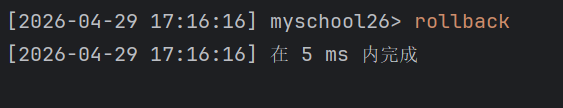 [2026-04-29 17:16:16] myschool26> rollback
[2026-04-29 17:16:16] 在 5 ms 内完成